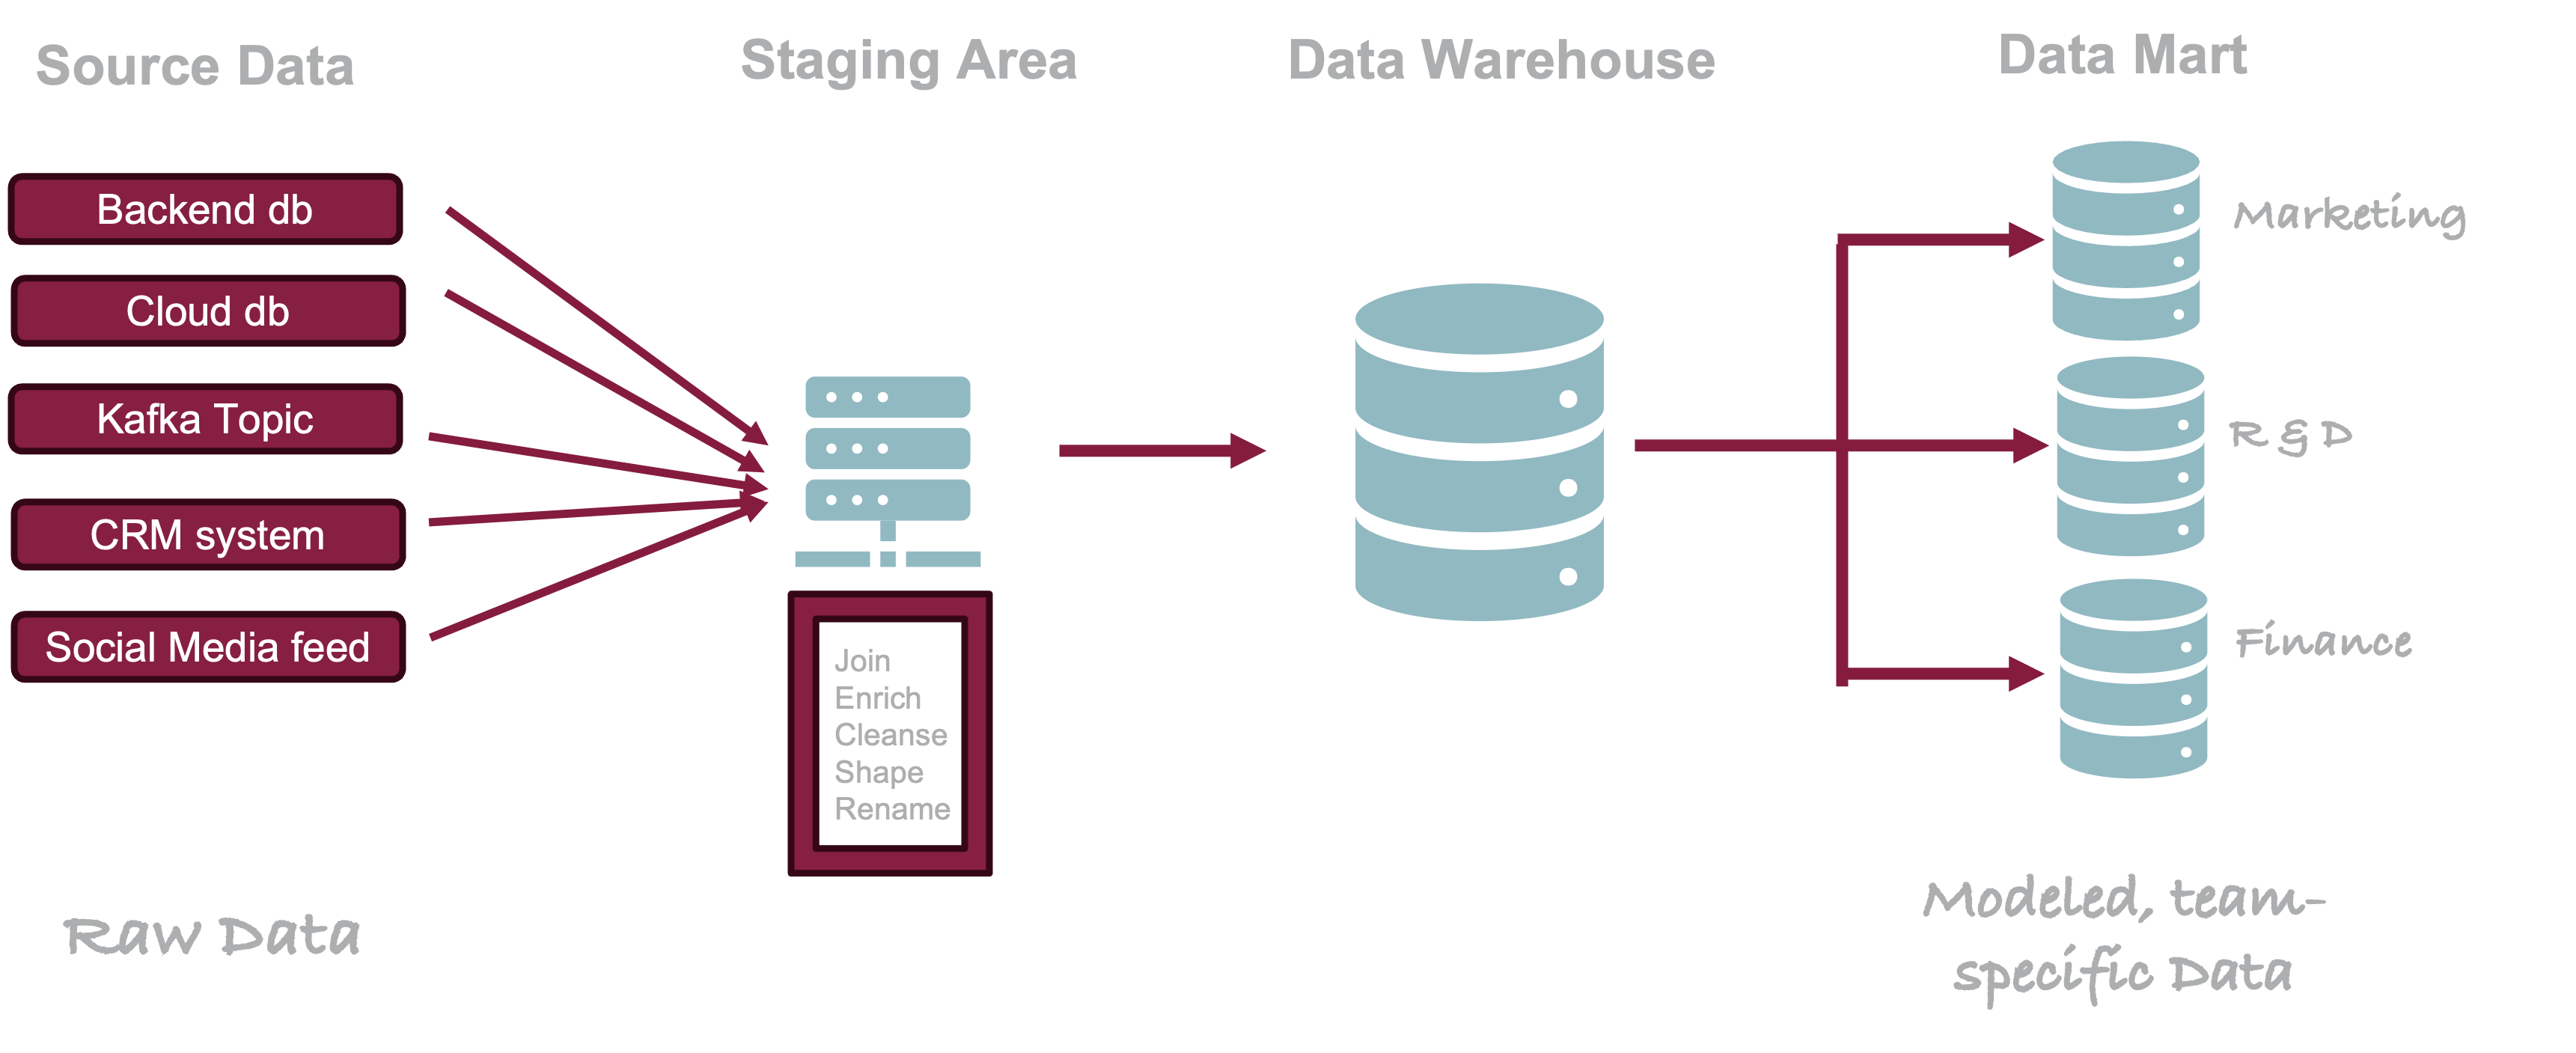 Source Data
Staging Area
Data Warehouse
Data Mart
Backend db
Cloud db
Kafka Topic
CRM system
Social Media feed
Join
Enrich
Cleanse
Shape
Rename
Marketing
R & D
Finance
Raw Data
Modeled, team-
specific Data